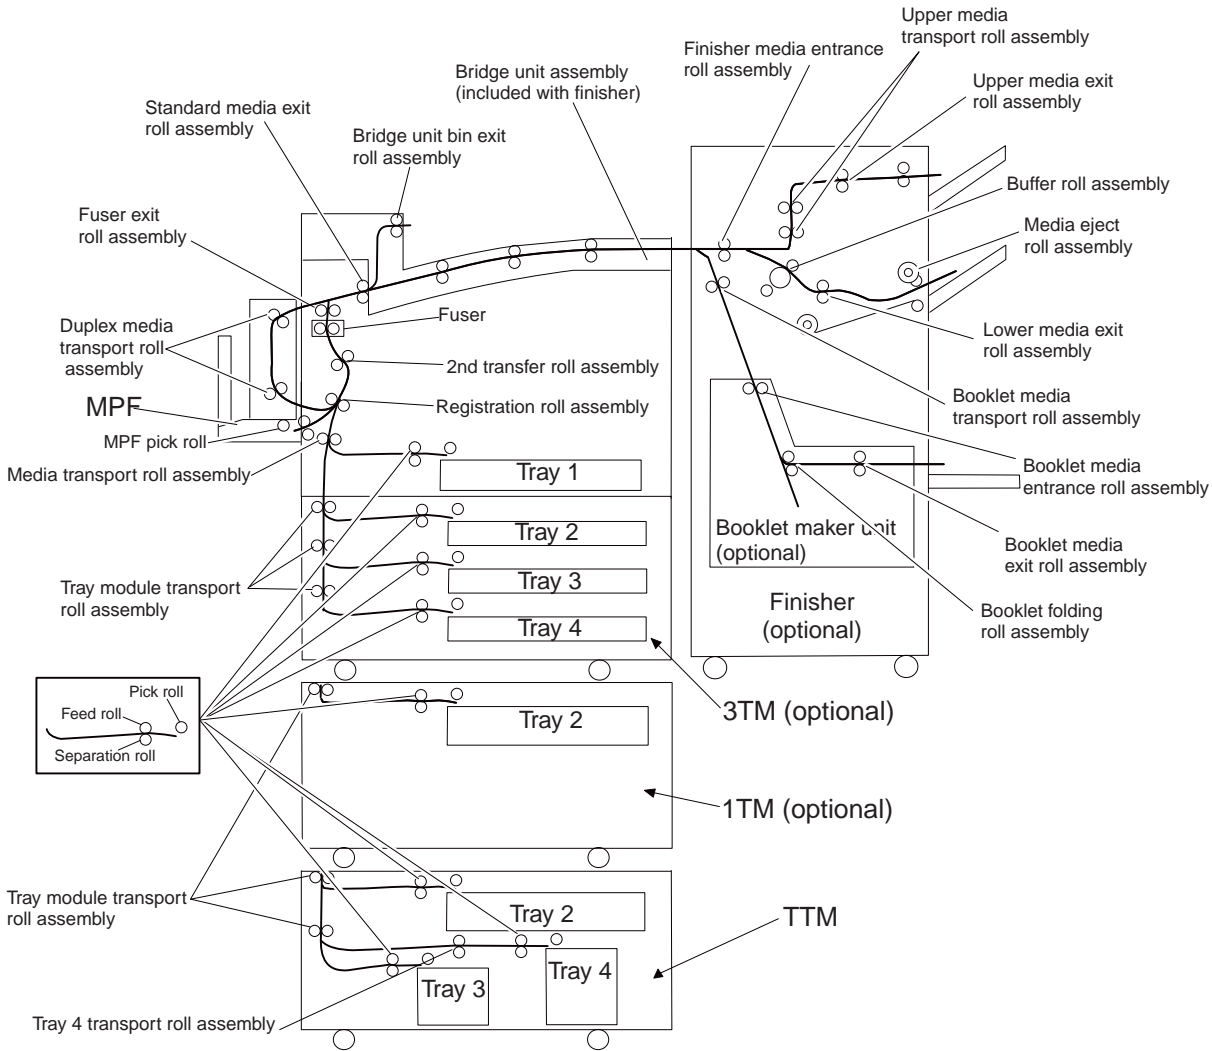 Upper media
transport roll assembly
Finisher media entrance
roll assembly
Bridge unit assembly
(included with finisher)
Upper media exit
roll assembly
Standard media exit
roll assembly
Bridge unit bin exit
roll assembly
Buffer roll assembly
Fuser exit
roll assembly
Media eject
roll assembly
Fuser
Duplex media
transport roll
assembly
Lower media exit
roll assembly
2nd transfer roll assembly
MPF
Registration roll assembly
Booklet media
transport roll assembly
MPF pick roll
Media transport roll assembly
Tray 1
Booklet media
entrance roll assembly
Tray 2
Booklet maker unit
(optional)
Booklet media
exit roll assembly
Tray module transport
roll assembly
Tray 3
Finisher
(optional)
Booklet folding
roll assembly
Tray 4
Pick roll
Feed roll
Separation roll
Tray 2
3TM (optional)
1TM (optional)
Tray module transport
roll assembly
Tray 2
TTM
Tray 4
Tray 3
Tray 4 transport roll assembly